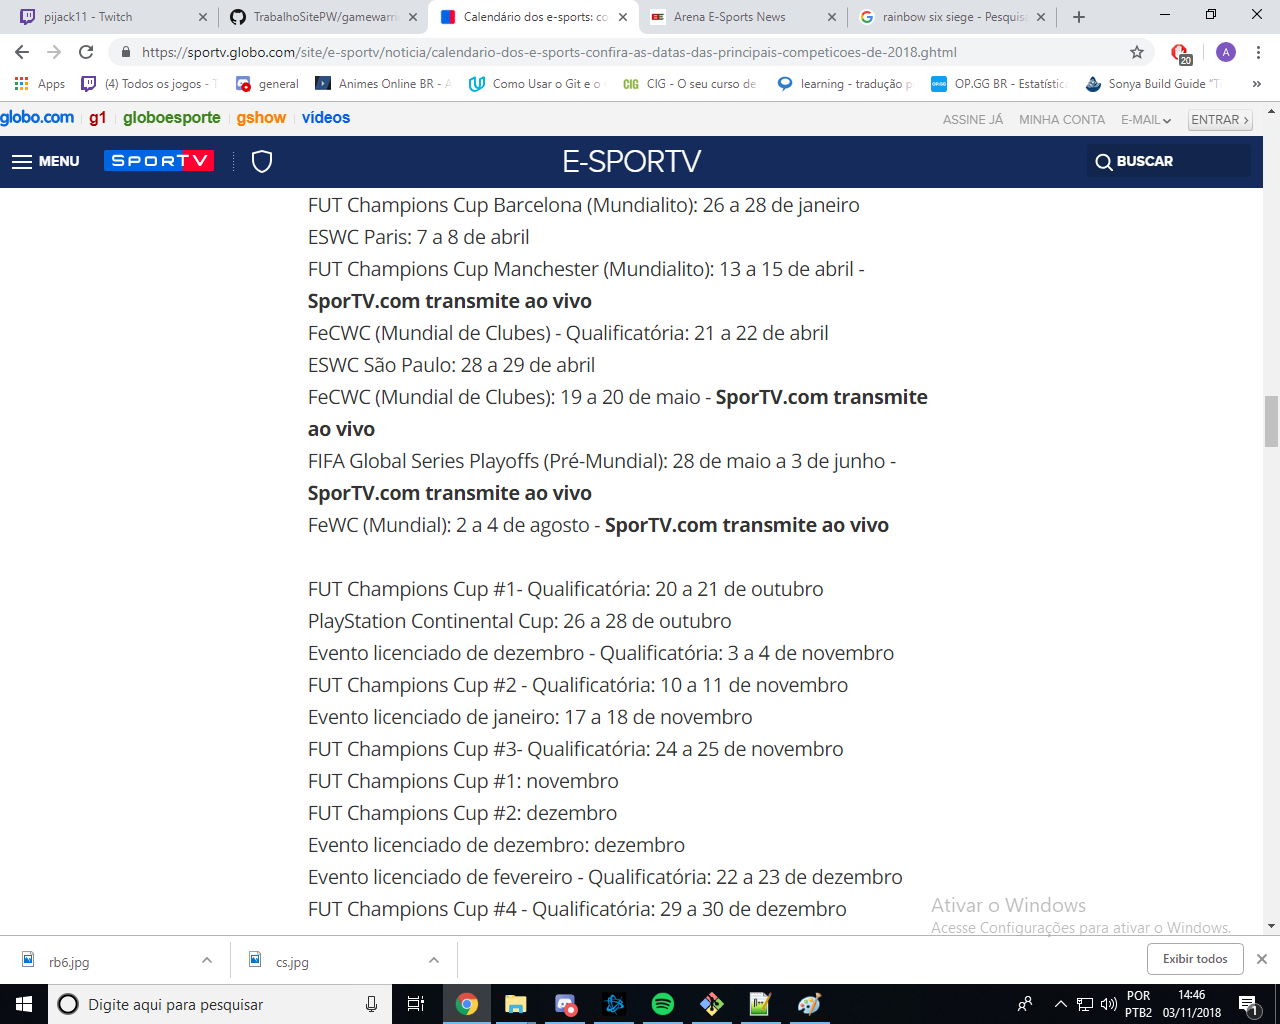 pijack11 - Twitch
TrabalhoSitePW/gamewarri
Calendário dos e-sports: co
Arena E-Sports News
rainbow six siege - Pesquis
https://sportv.globo.com/site/e-sportv/noticia/calendario-dos-e-sports-confira-as-datas-das-principais-competicoes-de-2018.ghtml
20
A
Apps
(4) Todos os jogos - T
general
Animes Online BR - A
Como Usar o Git e o
CIG
CIG - O seu curso de
learning - tradução p
OP.GG
OP.GG BR - Estatístic
Sonya Build Guide "T
»
globo.com
g1
globoesporte
gshow
vídeos
ASSINE JÁ
MINHA CONTA
E-MAIL
ENTRAR
MENU
SPORTV
E-SPORTV
BUSCAR
FUT Champions Cup Barcelona (Mundialito): 26 a 28 de janeiro
ESWC Paris: 7 a 8 de abril
FUT Champions Cup Manchester (Mundialito): 13 a 15 de abril -
SporTV.com transmite ao vivo
FeCWC (Mundial de Clubes) - Qualificatória: 21 a 22 de abril
ESWC São Paulo: 28 a 29 de abril
FeCWC (Mundial de Clubes): 19 a 20 de maio - SporTV.com transmite
ao vivo
FIFA Global Series Playoffs (Pré-Mundial): 28 de maio a 3 de junho -
SporTV.com transmite ao vivo
FeWC (Mundial): 2 a 4 de agosto - SporTV.com transmite ao vivo
FUT Champions Cup #1- Qualificatória: 20 a 21 de outubro
PlayStation Continental Cup: 26 a 28 de outubro
Evento licenciado de dezembro - Qualificatória: 3 a 4 de novembro
FUT Champions Cup #2 - Qualificatória: 10 a 11 de novembro
Evento licenciado de janeiro: 17 a 18 de novembro
FUT Champions Cup #3- Qualificatória: 24 a 25 de novembro
FUT Champions Cup #1: novembro
FUT Champions Cup #2: dezembro
Evento licenciado de dezembro: dezembro
Evento licenciado de fevereiro - Qualificatória: 22 a 23 de dezembro
FUT Champions Cup #4 - Qualificatória: 29 a 30 de dezembro
Ativar o Windows
Acesse Configurações para ativar o Windows.
rb6.jpg
cs.jpg
Exibir todos
Digite aqui para pesquisar
POR
PTB2
14:46
03/11/2018
1